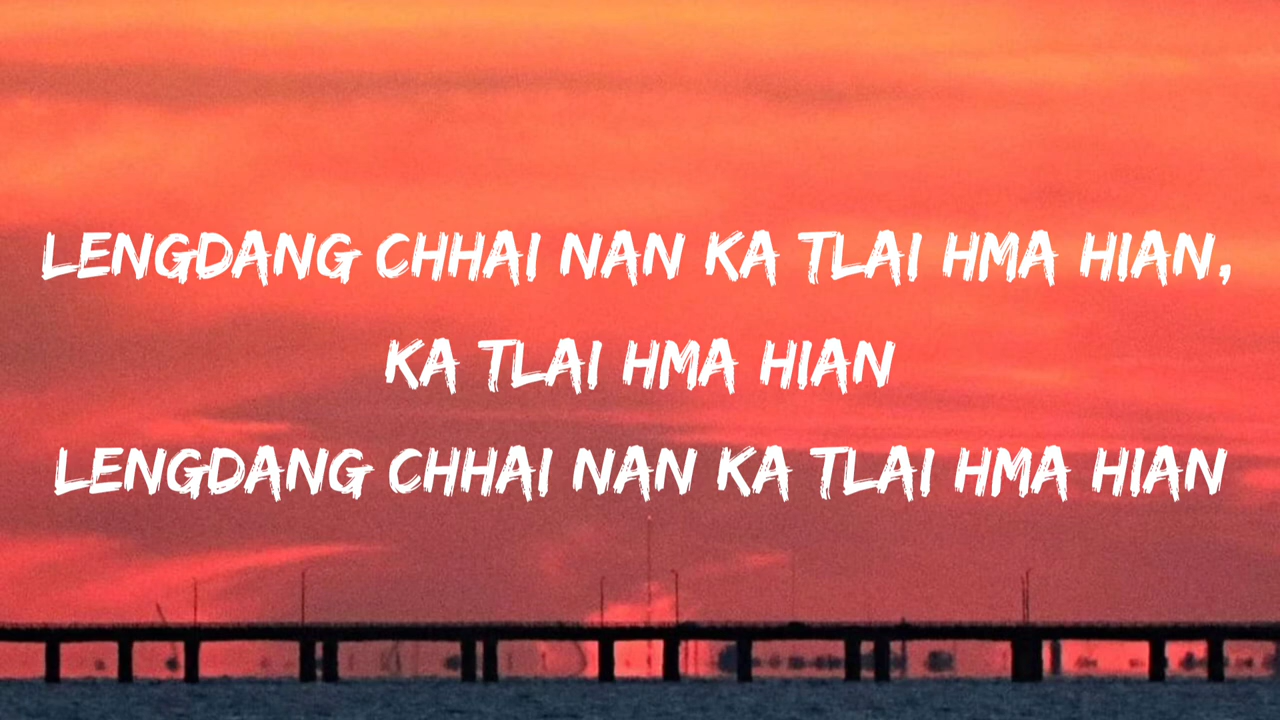 LENGDANG CHHAI NAN KA TLAI HMA HIAN,
KA TLAI HMA HIAN
LENGDANG CHHAI NAN KA TLAI HMA HIAN